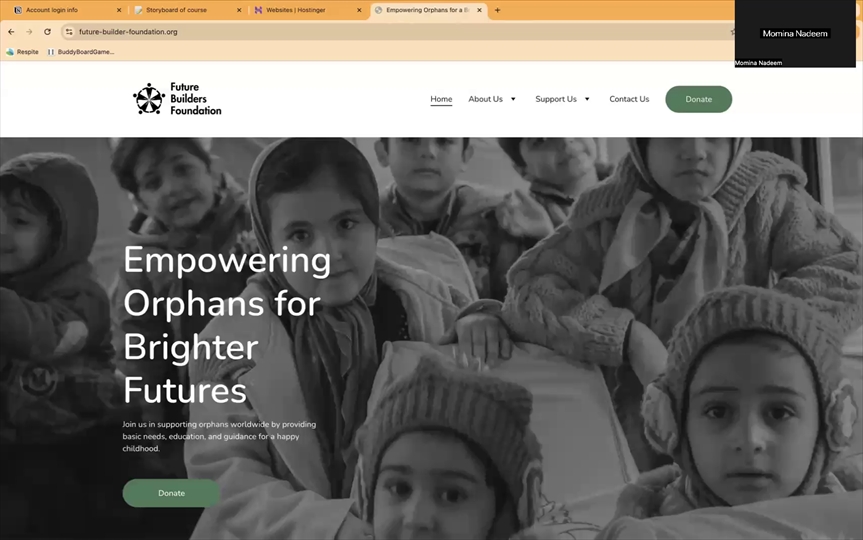 Account login info
Storyboard of course
Websites | Hostinger
Empowering Orphans for a B
future-builder-foundation.org
Respite
BuddyBoardGame...
Momina Nadeem
Momina Nadeem
Future
Builders
Foundation
Home
About Us
Support Us
Contact Us
Donate
Empowering
Orphans for
Brighter
Futures
Join us in supporting orphans worldwide by providing
basic needs, education, and guidance for a happy
childhood.
Donate